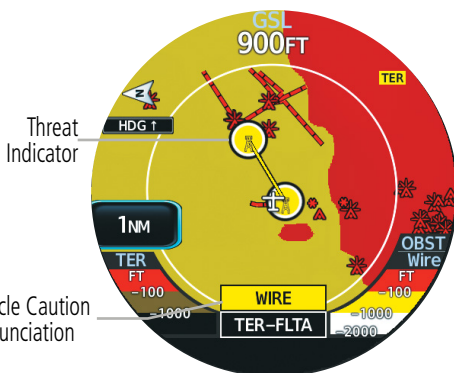 GSL
900FT
TER
N
Threat
Indicator
HDG ↑
1NM
TER
FT
-100
-1000
OBST
Wire
FT
-100
-1000
-2000
cle Caution
unciation
WIRE
TER-FLTA